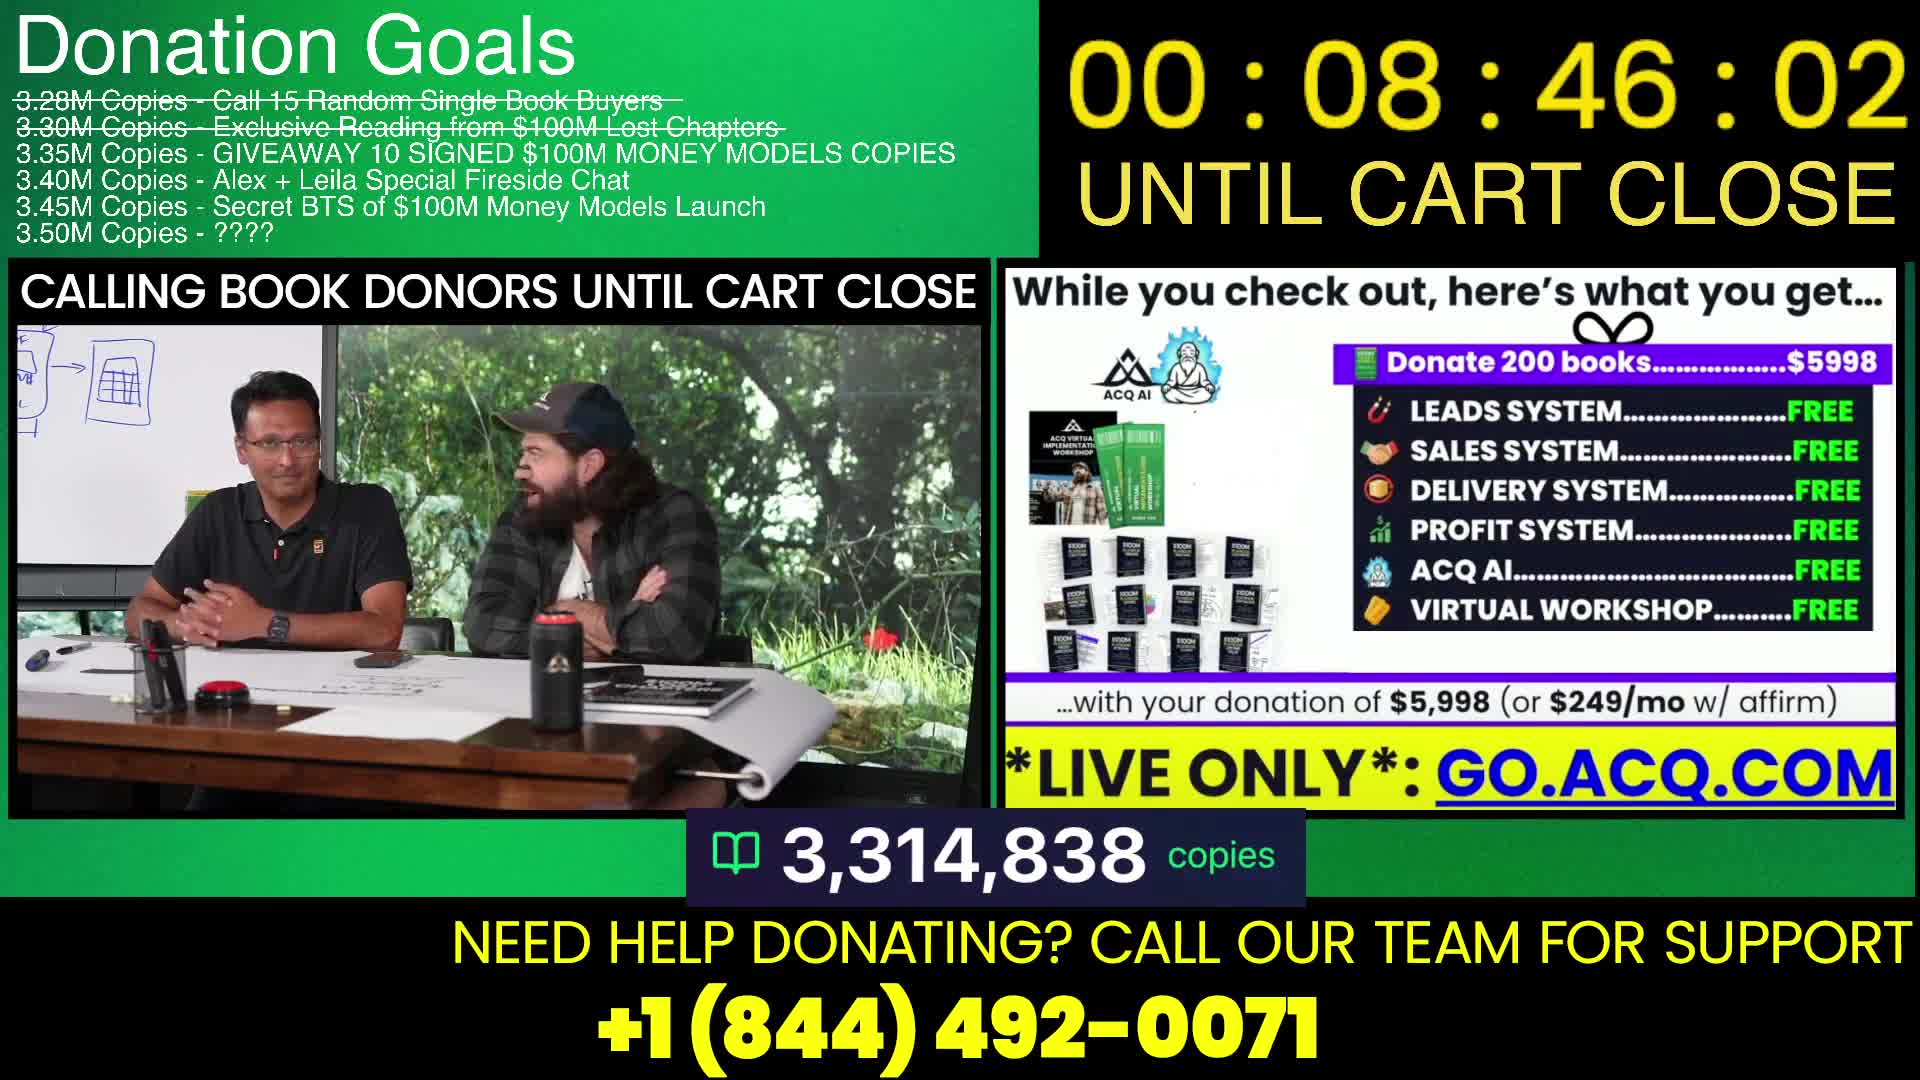 Donation Goals
3.28M Copies - Call 15 Random Single Book Buyers
3.30M Copies - Exclusive Reading from $100M Lost Chapters
3.35M Copies - GIVEAWAY 10 SIGNED $100M MONEY MODELS COPIES
3.40M Copies - Alex + Leila Special Fireside Chat
3.45M Copies - Secret BTS of $100M Money Models Launch
3.50M Copies - ????
00 : 08 : 46 : 02
UNTIL CART CLOSE
CALLING BOOK DONORS UNTIL CART CLOSE
While you check out, here's what you get...
ACQ AI
ACQ VIRTUAL
WORKSHOP
Donate 200 books..................$5998
LEADS SYSTEM......................FREE
SALES SYSTEM.......................FREE
DELIVERY SYSTEM................FREE
PROFIT SYSTEM.....................FREE
ACQ AI.....................................FREE
VIRTUAL WORKSHOP..........FREE
...with your donation of $5,998 (or $249/mo w/ affirm)
*LIVE ONLY*: GO.ACQ.COM
3,314,838 copies
NEED HELP DONATING? CALL OUR TEAM FOR SUPPORT
+1 (844) 492-0071